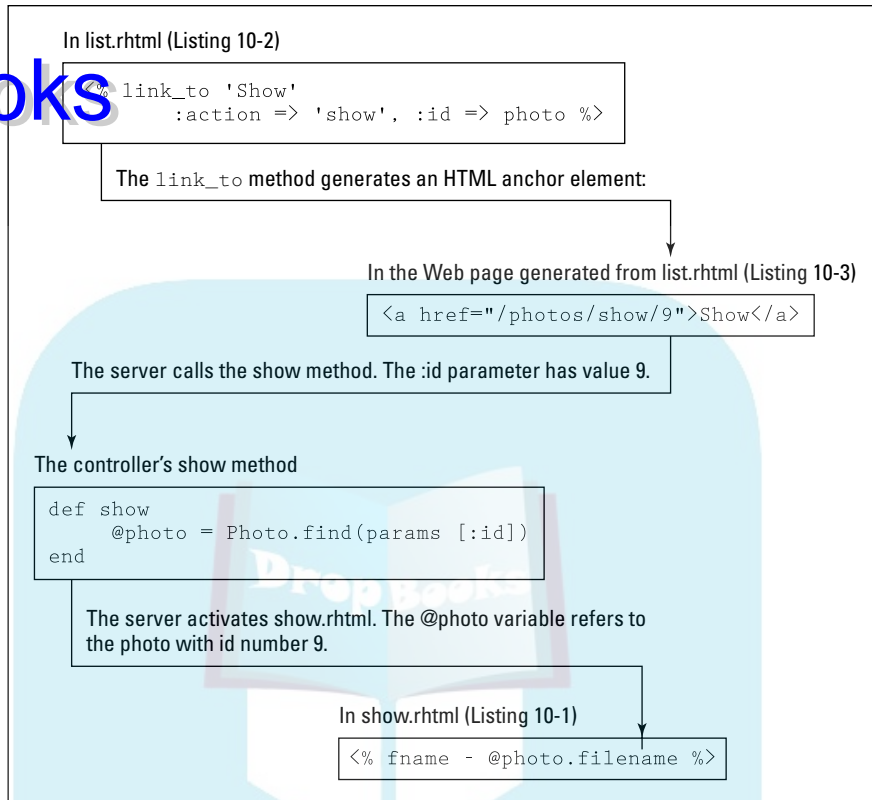 In list.rhtml (Listing 10-2)
oks
<% link_to 'Show'
:action => 'show', :id => photo %>
The link_to method generates an HTML anchor element:
In the Web page generated from list.rhtml (Listing 10-3)
<a href="/photos/show/9">Show</a>
The server calls the show method. The :id parameter has value 9.
The controller's show method
def show
@photo = Photo.find(params [:id])
end
Drop Books
The server activates show.rhtml. The @photo variable refers to
the photo with id number 9.
In show.rhtml (Listing 10-1)
<% fname - @photo.filename %>